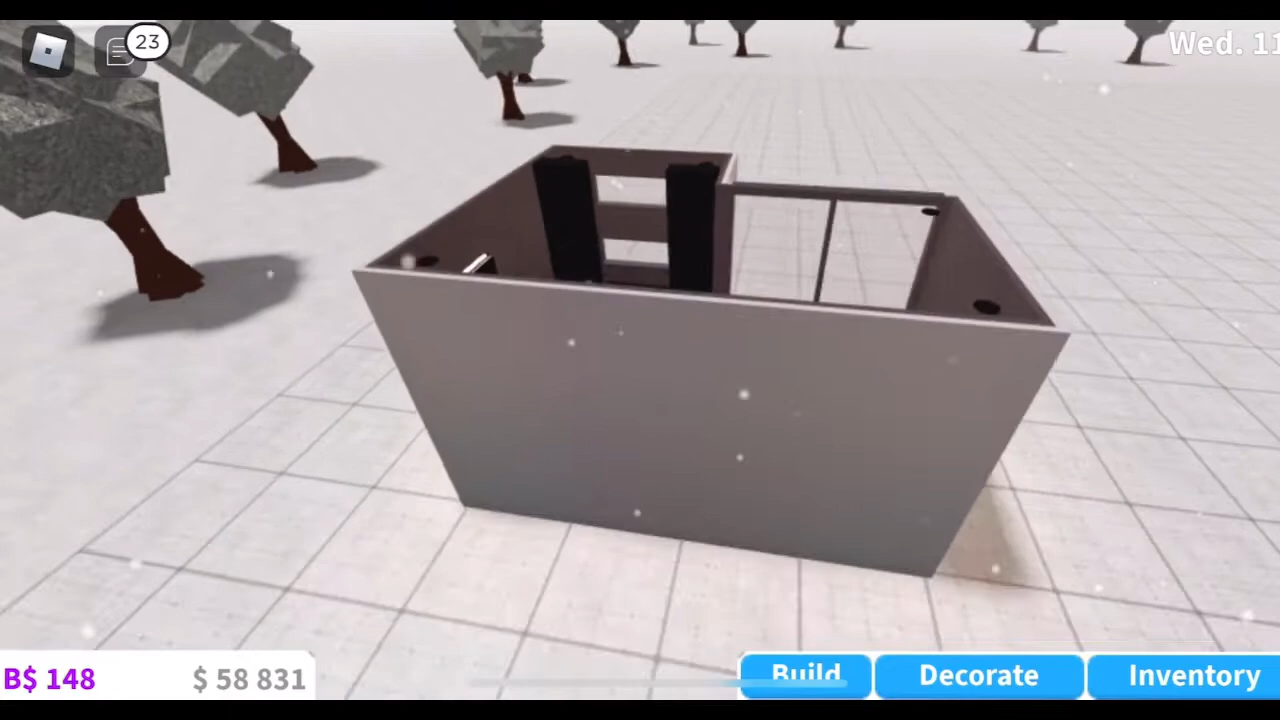 23
Wed. 11
B$ 148
$ 58 831
Build
Decorate
Inventory